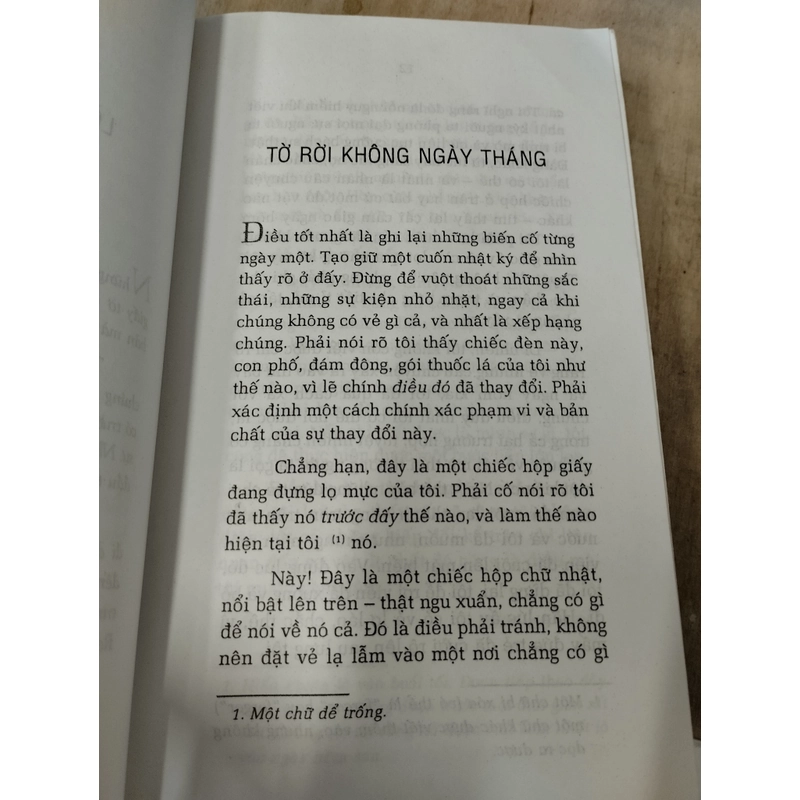 TỜ RỜI KHÔNG NGÀY THÁNG
Điều tốt nhất là ghi lại những biến cố từng
ngày một. Tạo giữ một cuốn nhật ký để nhìn
thấy rõ ở đấy. Đừng để vuột thoát những sắc
thái, những sự kiện nhỏ nhặt, ngay cả khi
chúng không có vẻ gì cả, và nhất là xếp hạng
chúng. Phải nói rõ tôi thấy chiếc đèn này,
con phố, đám đông, gói thuốc lá của tôi như
thế nào, vì lẽ chính điều đó đã thay đổi. Phải
xác định một cách chính xác phạm vi và bản
chất của sự thay đổi này.
Chẳng hạn, đây là một chiếc hộp giấy
đang đựng lọ mực của tôi. Phải cố nói rõ tôi
đã thấy nó trước đấy thế nào, và làm thế nào
hiện tại tôi (1) nó.
Này! Đây là một chiếc hộp chữ nhật,
nổi bật lên trên – thật ngu xuẩn, chẳng có gì
để nói về nó cả. Đó là điều phải tránh, không
nên đặt vẻ lạ lẫm vào một nơi chẳng có gì
1. Một chữ để trống.